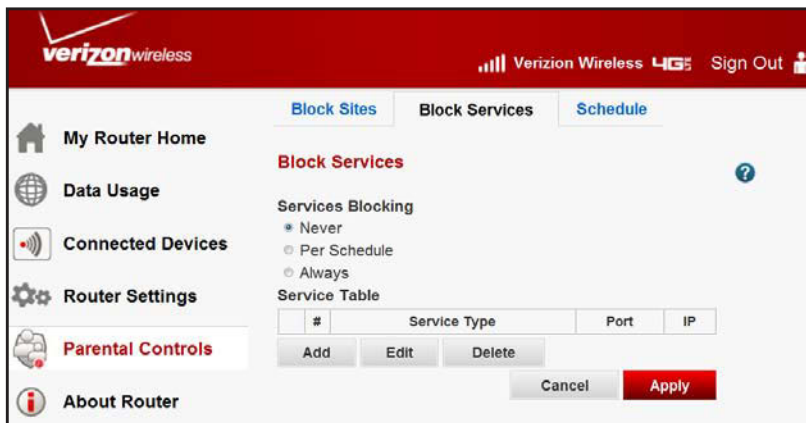 verizonwireless
Verizion Wireless 4G LTE Sign Out
Block Sites Block Services Schedule
My Router Home
Data Usage
Connected Devices
Router Settings
Parental Controls
About Router
Block Services
?
Services Blocking
Never
Per Schedule
Always
Service Table
# Service Type Port IP
Add Edit Delete
Cancel Apply